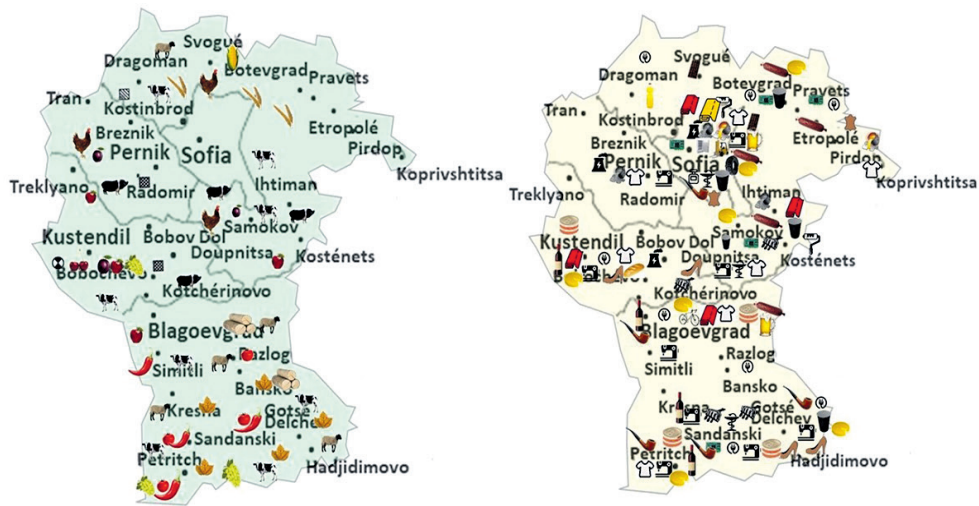 Svogué
Dragoman
Botevgrad
Pravets
Tran
Kostinbrod
Etropolé
Breznik
Pernik
Sofia
Pirdop
Koprivshtitsa
Treklyano
Radomir
Ihtiman
Kustendil
Bobov Dol
Samokov
Doupnitsa
Kosténets
Kotchérinovo
Blagoevgrad
Simitli
Razlog
Bansko
Kresna
Gotsé
Delchev
Sandanski
Petritch
Hadjidimovo
Svogué
Dragoman
Botevgrad
Pravets
Tran
Kostinbrod
Etropolé
Breznik
Pernik
Sofia
Pirdop
Koprivshtitsa
Treklyano
Radomir
Ihtiman
Kustendil
Bobov Dol
Samokov
Doupnitsa
Kosténets
Kotchérinovo
Blagoevgrad
Simitli
Razlog
Bansko
Kresna
Gotsé
Delchev
Sandanski
Petritch
Hadjidimovo